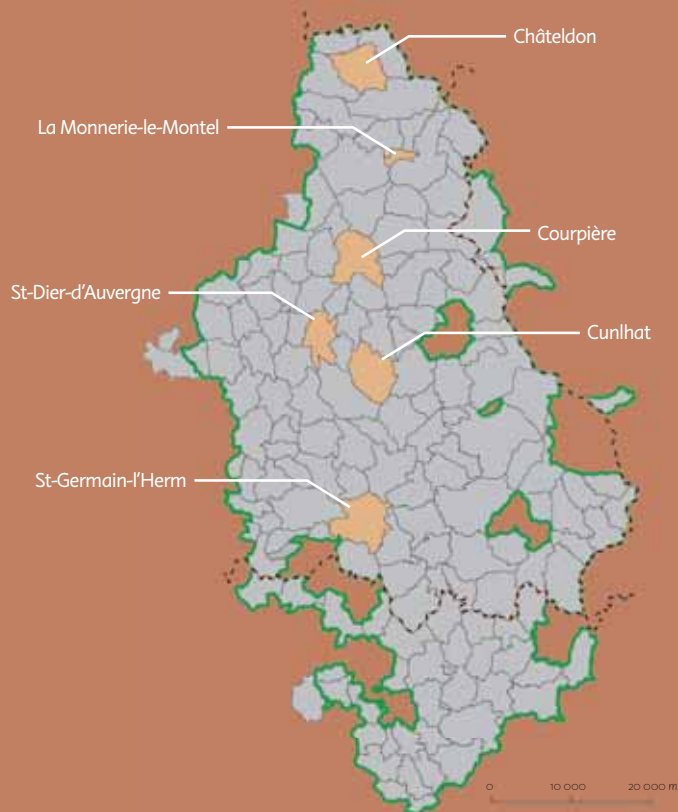 Châteldon
La Monnerie-le-Montel
Courpière
St-Dier-d'Auvergne
Cunlhat
St-Germain-l'Herm
0 10 000 20 000 m